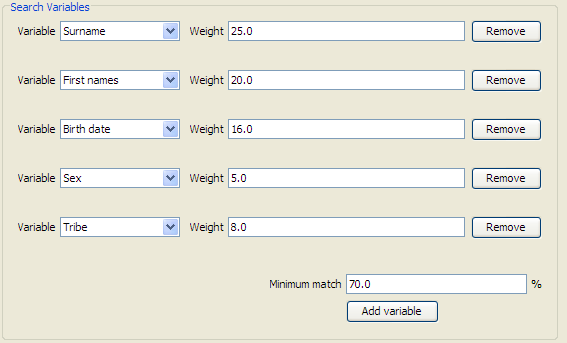 Search Variables
Variable Surname Weight 25.0 Remove
Variable First names Weight 20.0 Remove
Variable Birth date Weight 16.0 Remove
Variable Sex Weight 5.0 Remove
Variable Tribe Weight 8.0 Remove
Minimum match 70.0 %
Add variable